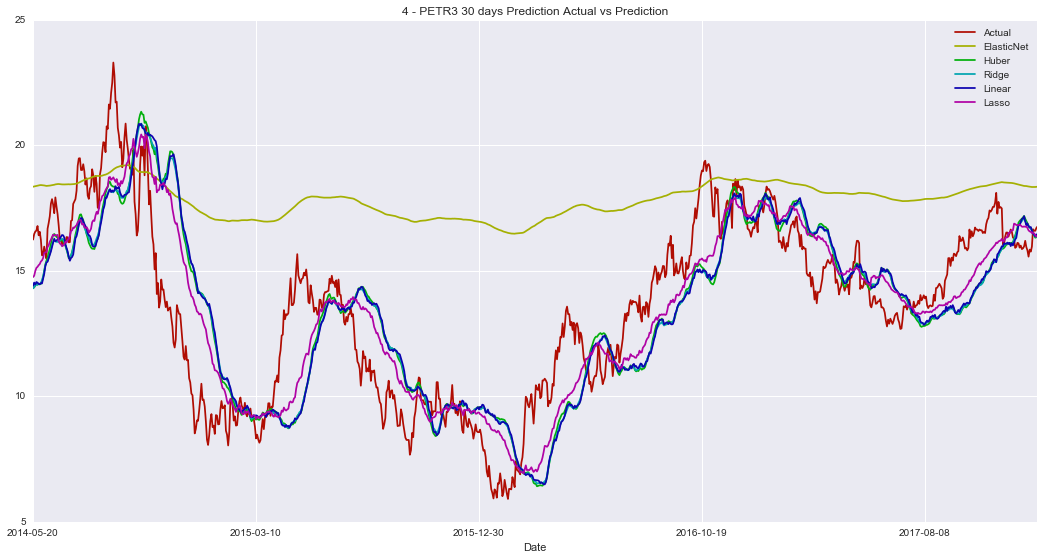 4 - PETR3 30 days Prediction Actual vs Prediction
25
20
15
10
5
Actual
ElasticNet
Huber
Ridge
Linear
Lasso
2014-05-20
2015-03-10
2015-12-30
2016-10-19
2017-08-08
Date